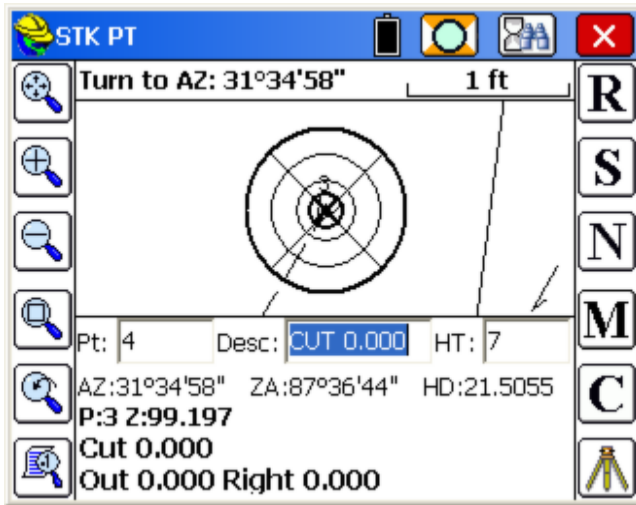 STK PT
Turn to AZ: 31°34'58" 1 ft
R
S
N
M
C
3
Pt: 4 Desc: CUT 0.000 HT: 7
AZ:31°34'58" ZA:87°36'44" HD:21.5055
P:3 Z:99.197
Cut 0.000
Out 0.000 Right 0.000